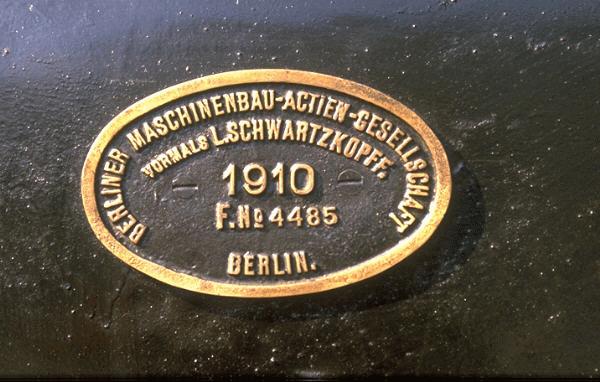 BERLINER MASCHINENBAU-ACTIEN-GESELLSCHAFT
VORMALS L. SCHWARTZKOPFF.
1910
F. No 4485
BERLIN.